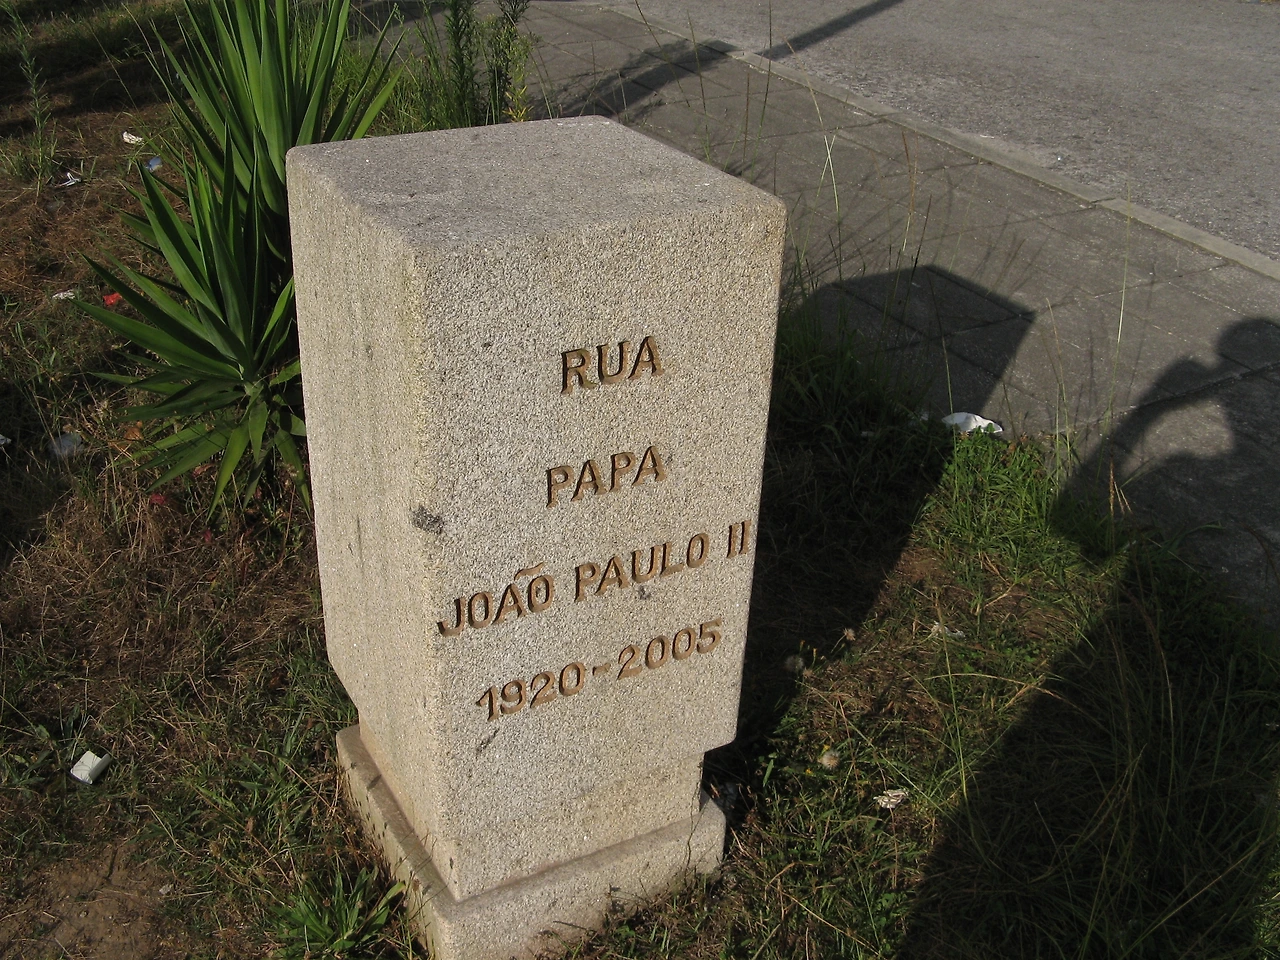 RUA
PAPA
JOÃO PAULO II
1920-2005